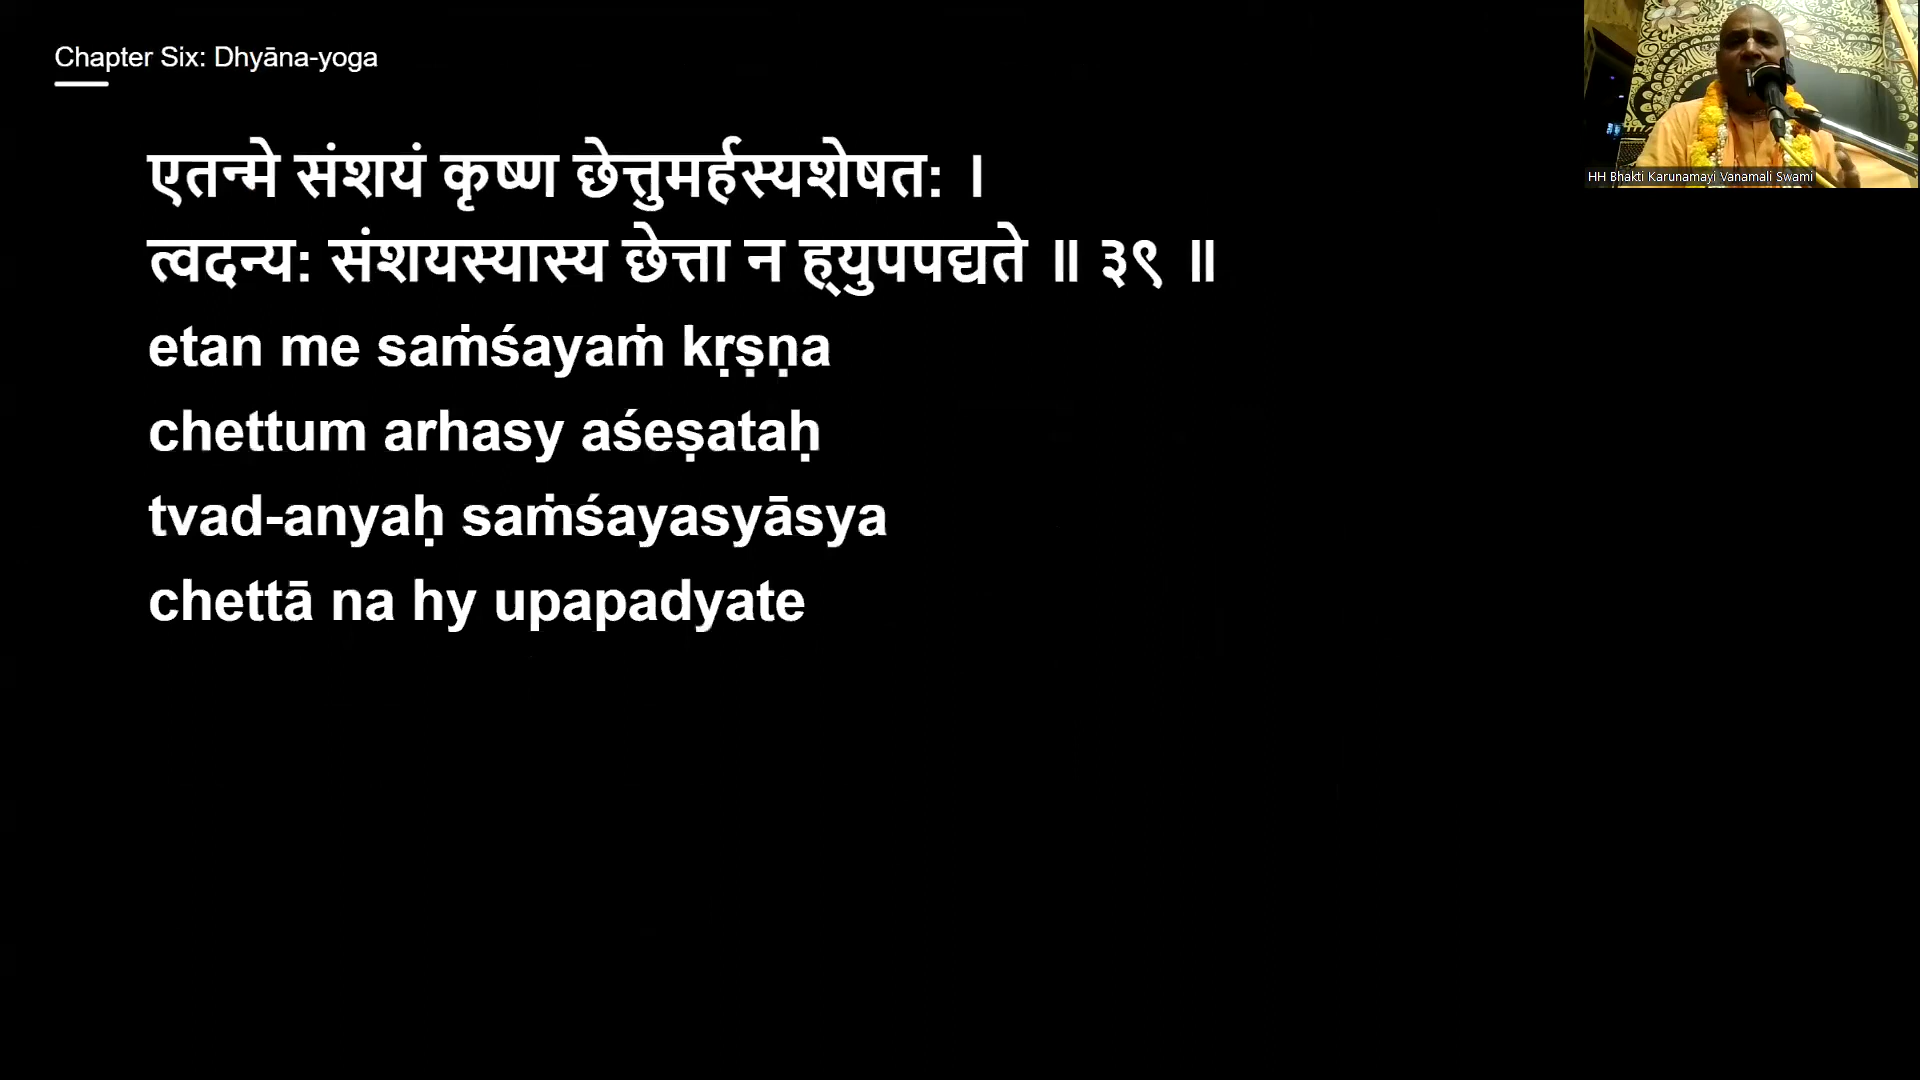 Chapter Six: Dhyāna-yoga
HH Bhakti Karunamayi Vanamali Swami
एतन्मे संशयं कृष्ण छेत्तुमर्हस्यशेषत: ।
त्वदन्य: संशयस्यास्य छेत्ता न ह्युपपद्यते ॥ ३९ ॥
etan me saṁśayaṁ kṛṣṇa
chettum arhasy aśeṣataḥ
tvad-anyaḥ saṁśayasyāsya
chettā na hy upapadyate